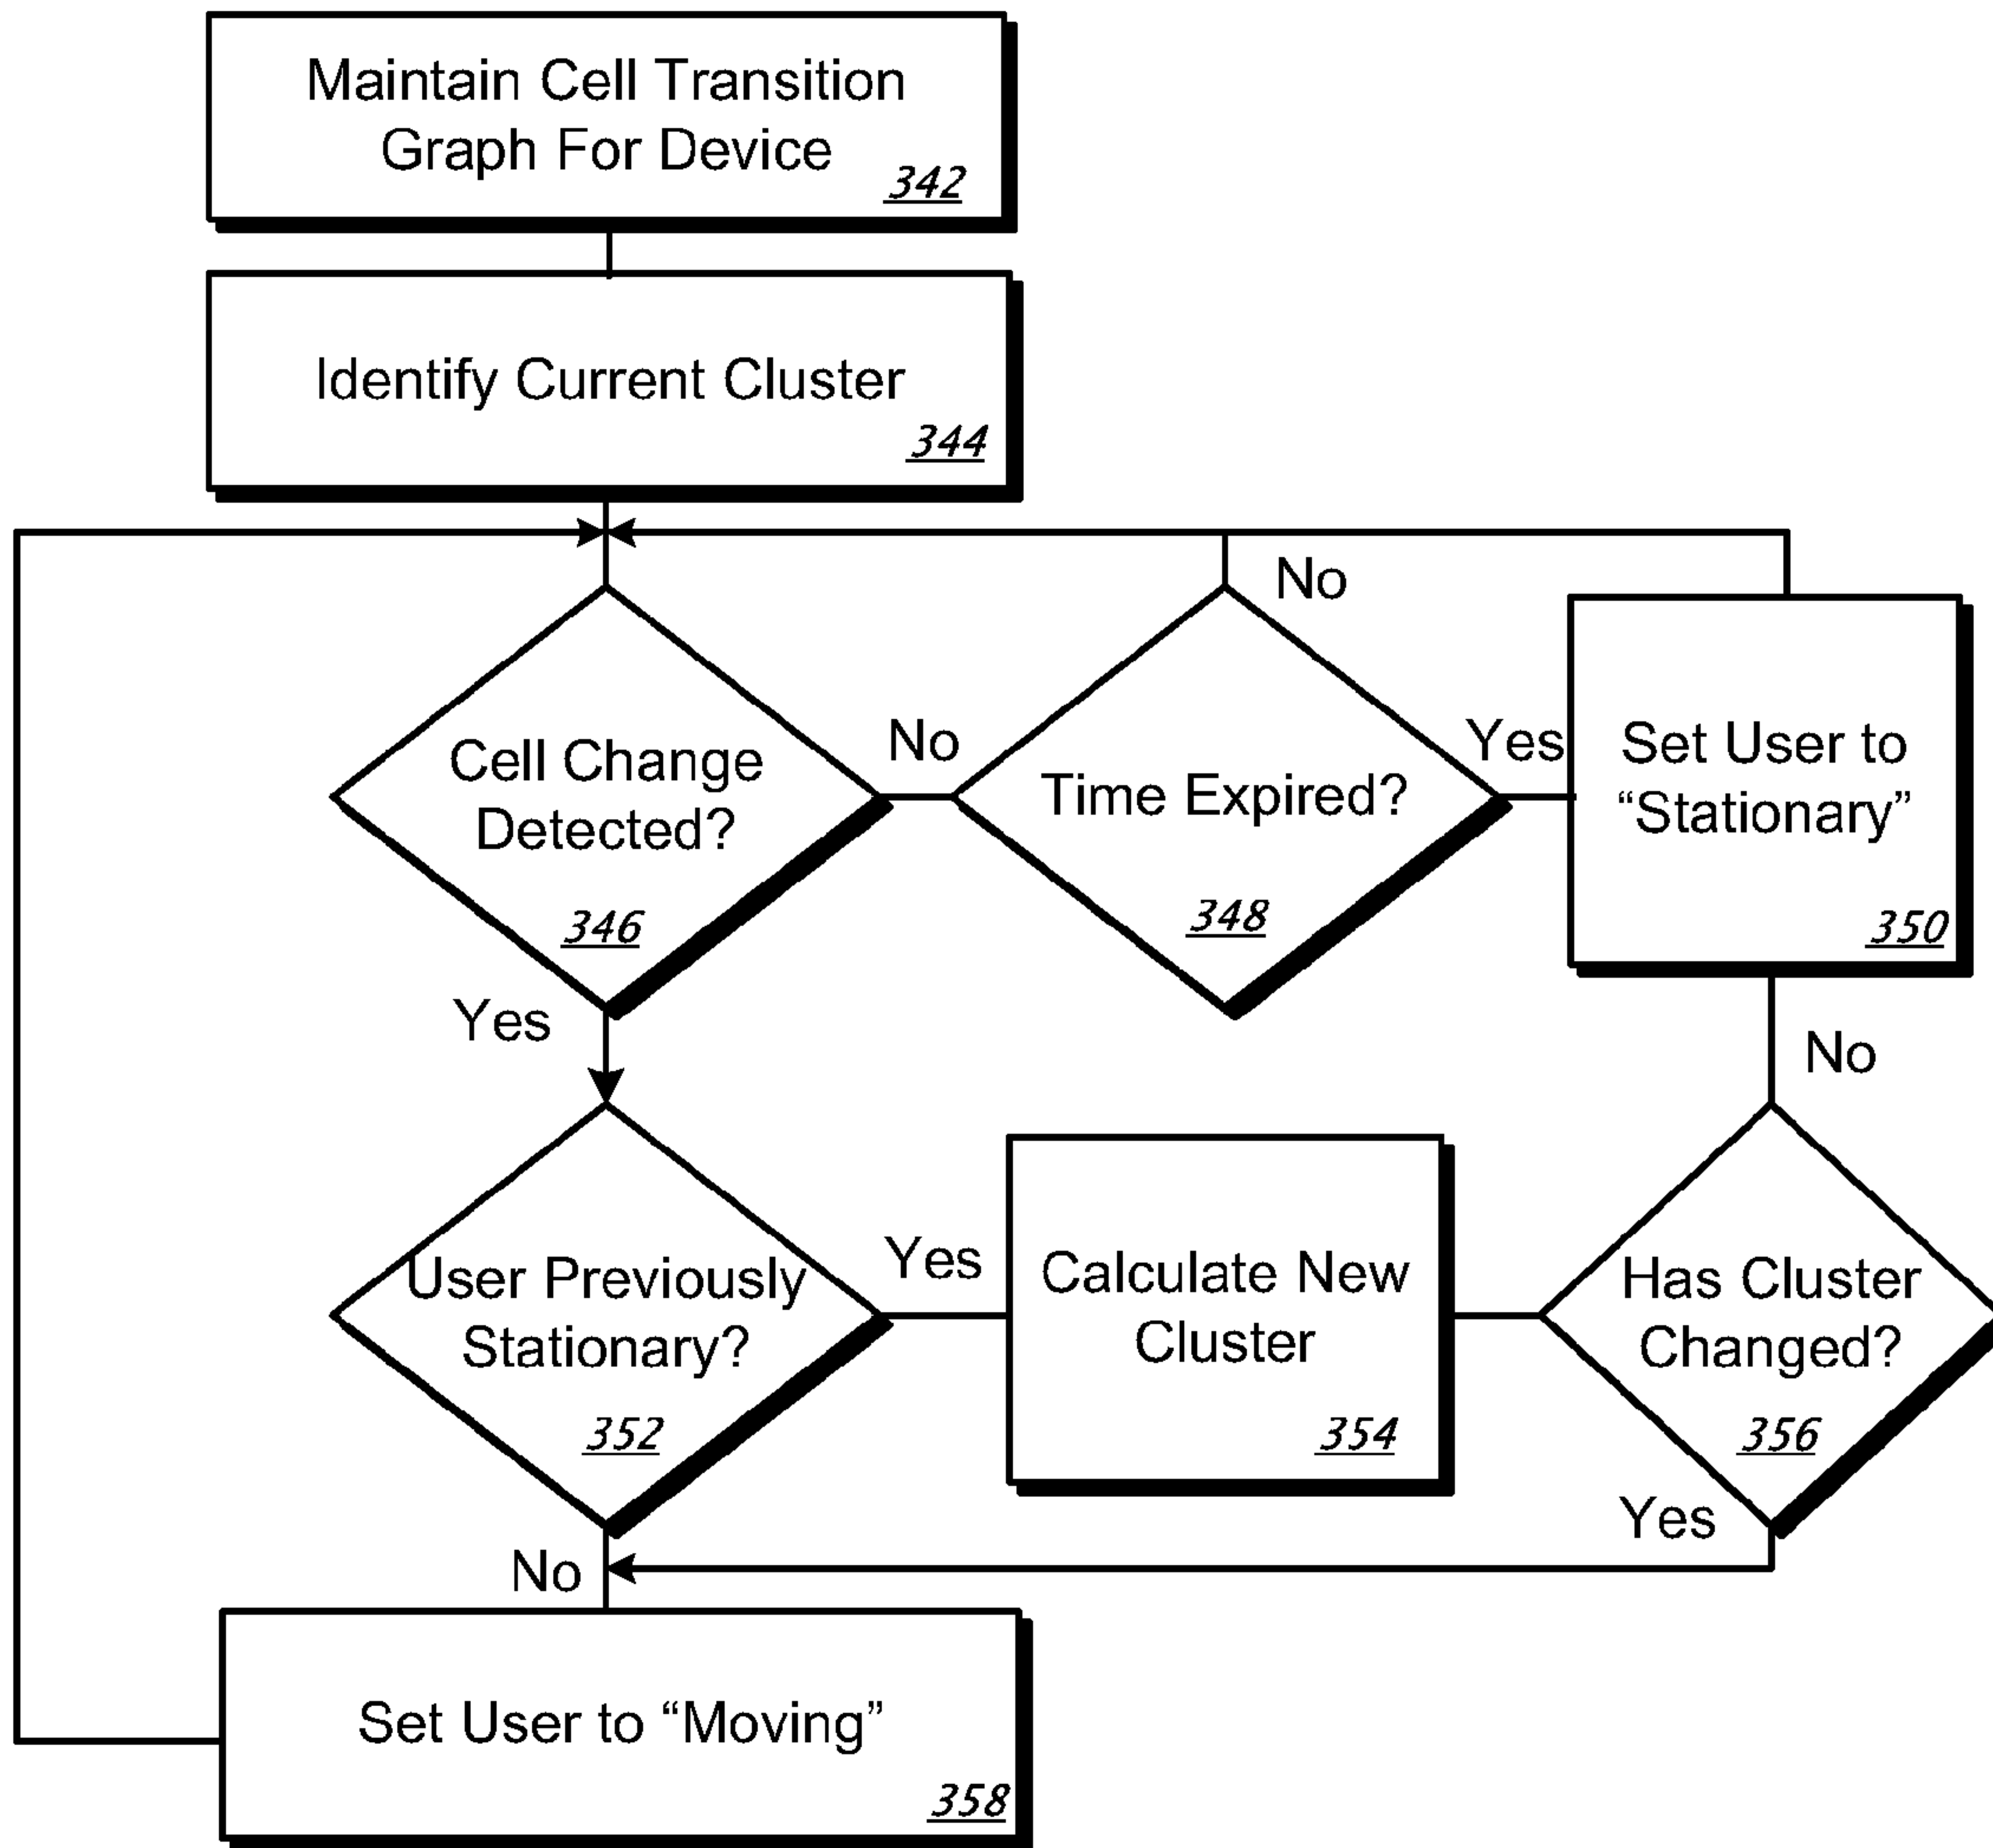 Maintain Cell Transition
Graph For Device
342
Identify Current Cluster
344
No
Cell Change
Detected?
346
No
Time Expired?
348
Yes
Set User to
“Stationary”
350
Yes
No
User Previously
Stationary?
352
Yes
Calculate New
Cluster
354
Has Cluster
Changed?
356
Yes
No
Set User to “Moving”
358